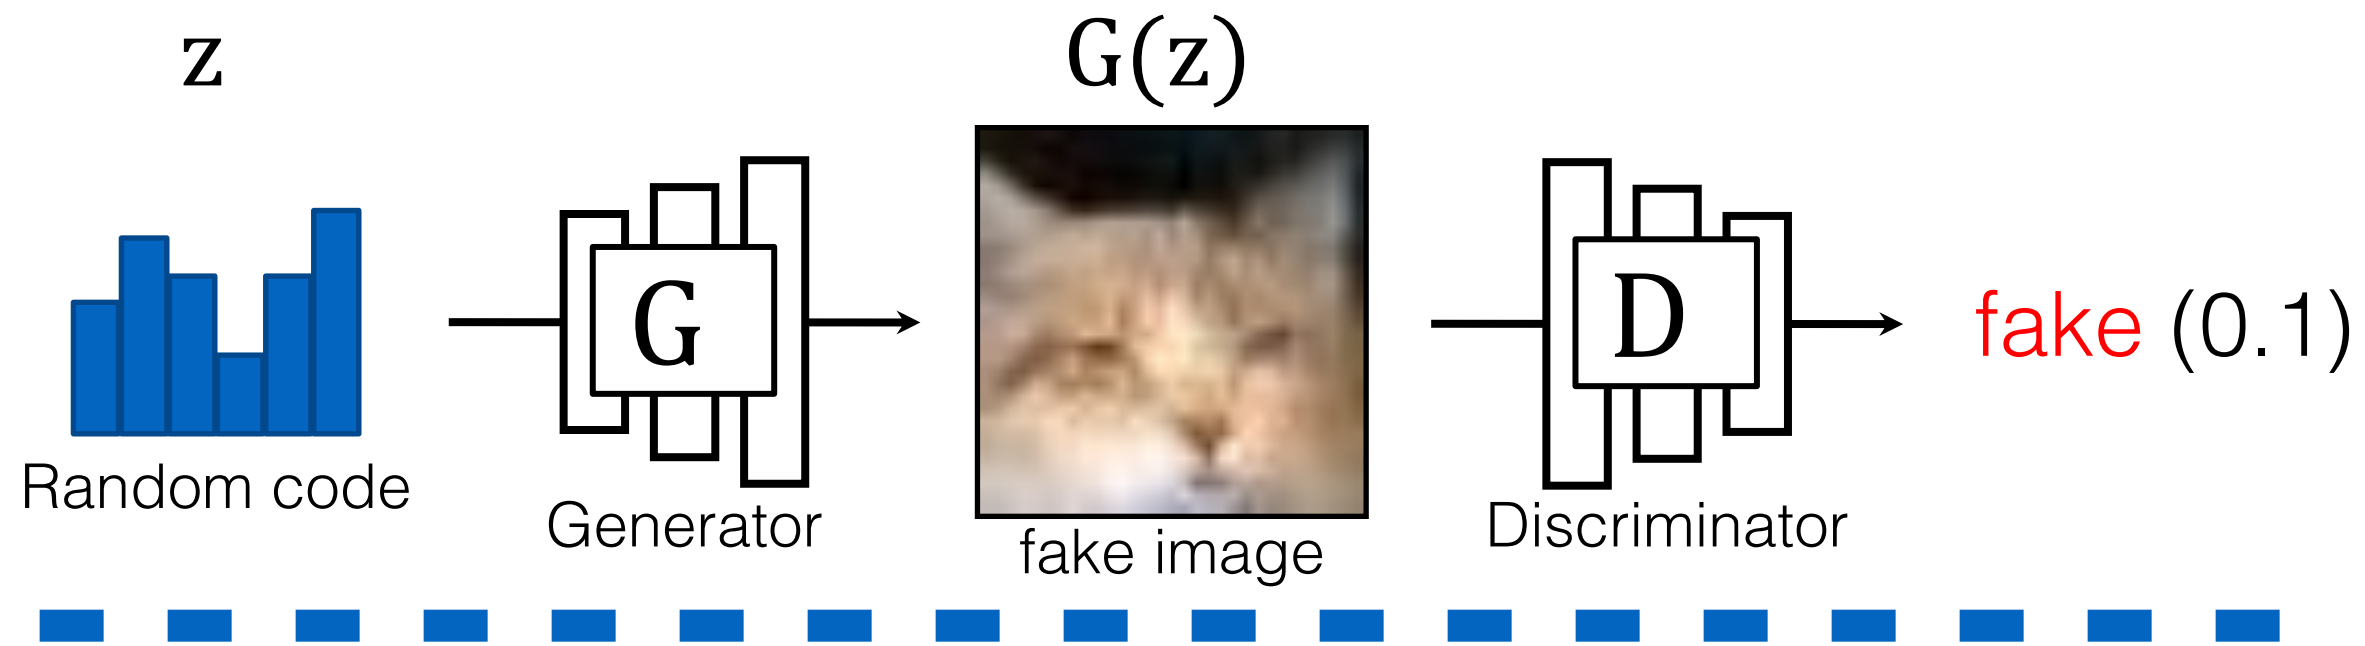 z
G(z)
G
D
fake (0.1)
Random code
Generator
fake image
Discriminator